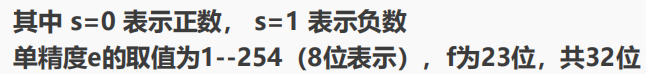 其中 s=0 表示正数， s=1 表示负数
单精度e的取值为1--254（8位表示），f为23位，共32位